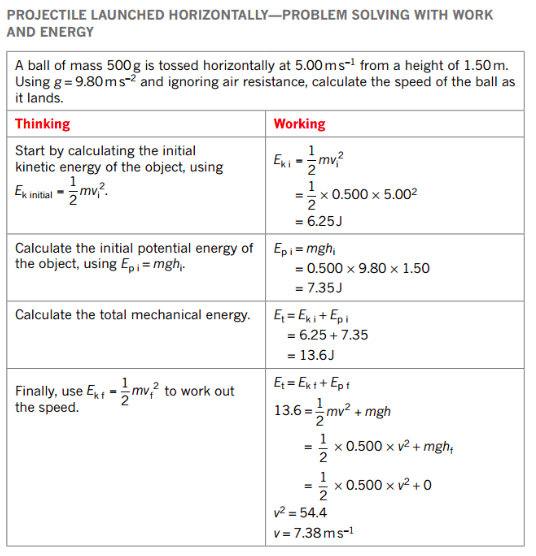 PROJECTILE LAUNCHED HORIZONTALLY—PROBLEM SOLVING WITH WORK
AND ENERGY
A ball of mass 500 g is tossed horizontally at 5.00 m s⁻¹ from a height of 1.50 m.
Using g = 9.80 m s⁻² and ignoring air resistance, calculate the speed of the ball as
it lands.
Thinking
Working
Start by calculating the initial
kinetic energy of the object, using
E_k initial = 1/2 mv_i².
E_k i = 1/2 mv_i²
= 1/2 × 0.500 × 5.00²
= 6.25 J
Calculate the initial potential energy of
the object, using E_p i = mgh_i.
E_p i = mgh_i
= 0.500 × 9.80 × 1.50
= 7.35 J
Calculate the total mechanical energy.
E_t = E_k i + E_p i
= 6.25 + 7.35
= 13.6 J
Finally, use E_k f = 1/2 mv_f² to work out
the speed.
E_t = E_k f + E_p f
13.6 = 1/2 mv² + mgh
= 1/2 × 0.500 × v² + mgh_f
= 1/2 × 0.500 × v² + 0
v² = 54.4
v = 7.38 m s⁻¹